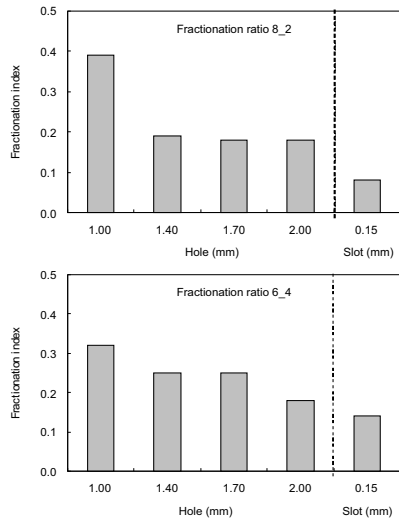 0.5
Fractionation ratio 8_2
0.4
0.3
0.2
0.1
0.0
Fractionation index
1.00 1.40 1.70 2.00 0.15
Hole (mm) Slot (mm)
0.5
Fractionation ratio 6_4
0.4
0.3
0.2
0.1
0.0
Fractionation index
1.00 1.40 1.70 2.00 0.15
Hole (mm) Slot (mm)